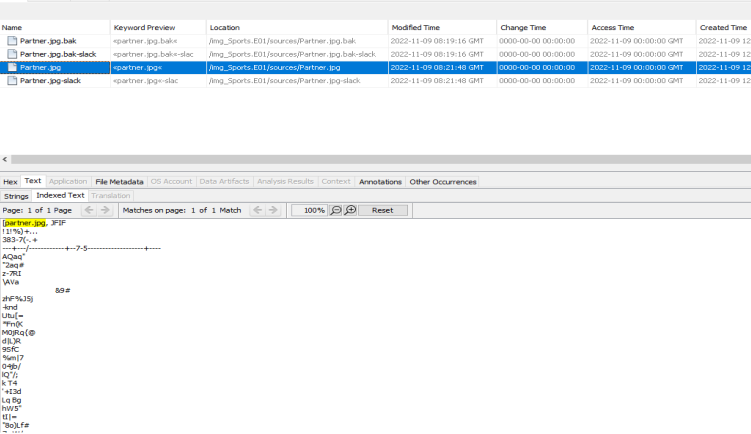 Name Keyword Preview Location Modified Time Change Time Access Time Created Time
Partner.jpg.bak «partner.jpg.bak« /img_Sports.E01/sources/Partner.jpg.bak 2022-11-09 08:19:16 GMT 0000-00-00 00:00:00 2022-11-09 00:00:00 GMT 2022-11-09 12
Partner.jpg.bak-slack «partner.jpg.bak«-slac /img_Sports.E01/sources/Partner.jpg.bak-slack 2022-11-09 08:19:16 GMT 0000-00-00 00:00:00 2022-11-09 00:00:00 GMT 2022-11-09 12
Partner.jpg «partner.jpg« /img_Sports.E01/sources/Partner.jpg 2022-11-09 08:21:48 GMT 0000-00-00 00:00:00 2022-11-09 00:00:00 GMT 2022-11-09 12
Partner.jpg-slack «partner.jpg«-slac /img_Sports.E01/sources/Partner.jpg-slack 2022-11-09 08:21:48 GMT 0000-00-00 00:00:00 2022-11-09 00:00:00 GMT 2022-11-09 12
Hex Text Application File Metadata OS Account Data Artifacts Analysis Results Context Annotations Other Occurrences
Strings Indexed Text Translation
Page: 1 of 1 Page Matches on page: 1 of 1 Match 100% Reset
[partner.jpg, JFIF
!1!%)+...
383-7(-.+
---+---/------------+--7-5-------------------+----
AQaq"
"2aq#
z-7RI
\AVa
&9#
zhF%J5j
-knd
Utu[=
*Fn(K
M0JRq{@
d|L)R
9SfC
%m|7
04jb/
lQ"/;
k T4
'+I3d
Lq 8g
hW5"
tI|=
"8o)Lf#